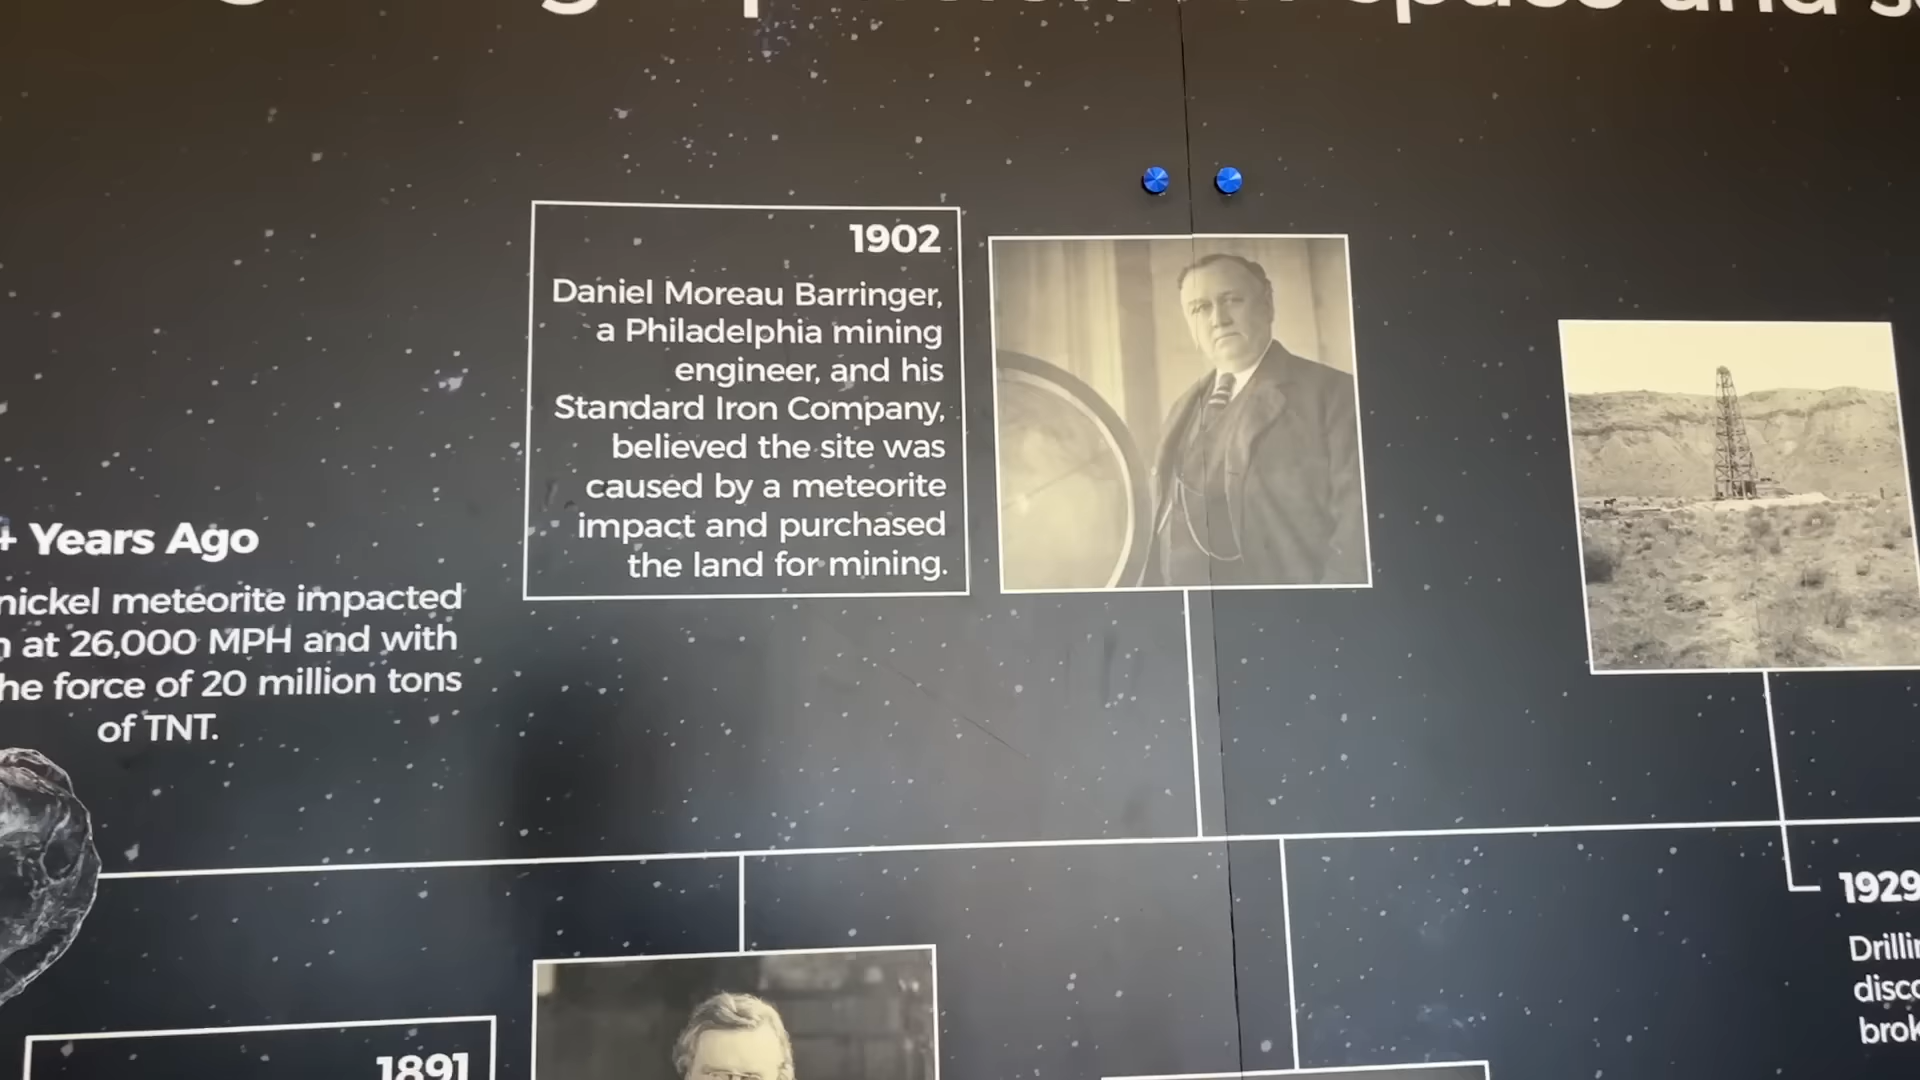 space and
+ Years Ago
nickel meteorite impacted
at 26,000 MPH and with
he force of 20 million tons
of TNT.
1902
Daniel Moreau Barringer,
a Philadelphia mining
engineer, and his
Standard Iron Company,
believed the site was
caused by a meteorite
impact and purchased
the land for mining.
1891
1929